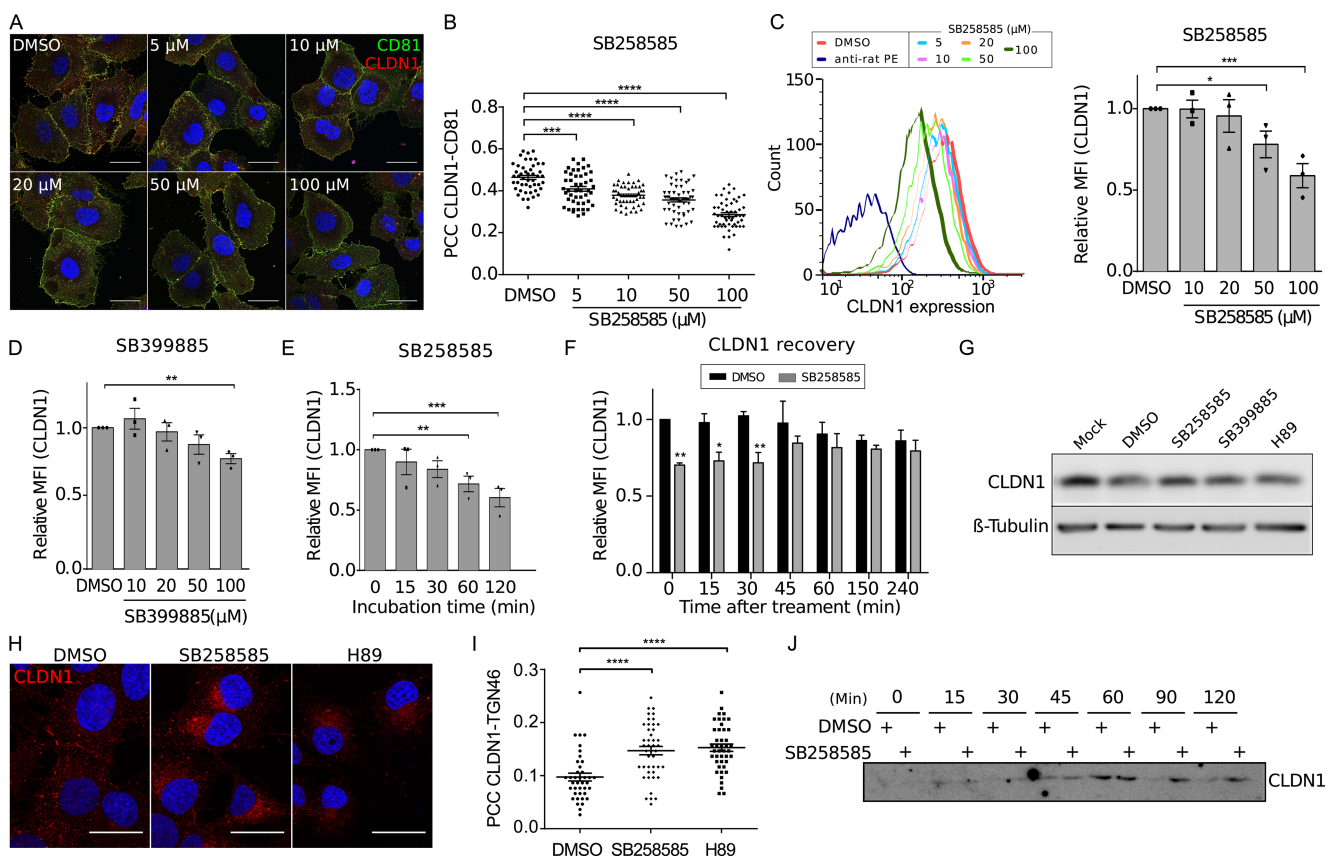 A
DMSO
5 µM
10 µM
CD81
CLDN1
20 µM
50 µM
100 µM
B
SB258585
****
****
****
***
PCC CLDN1-CD81
0.8
0.6
0.4
0.2
0.0
DMSO
5
10
50
100
SB258585 (µM)
C
SB258585 (µM)
DMSO
anti-rat PE
5
10
20
50
100
Count
150
100
50
0
10¹
10²
10³
CLDN1 expression
SB258585
***
*
Relative MFI (CLDN1)
1.0
0.5
0.0
DMSO
10
20
50
100
SB258585 (µM)
D
SB399885
**
Relative MFI (CLDN1)
1.0
0.5
0.0
DMSO
10
20
50
100
SB399885(µM)
E
SB258585
***
**
Relative MFI (CLDN1)
1.5
1.0
0.5
0.0
0 15 30 60 120
Incubation time (min)
F
CLDN1 recovery
DMSO
SB258585
** * **
Relative MFI (CLDN1)
1.0
0.5
0.0
0 15 30 45 60 150 240
Time after treament (min)
G
Mock
DMSO
SB258585
SB399885
H89
CLDN1
ß-Tubulin
H
DMSO
SB258585
H89
CLDN1
I
****
****
PCC CLDN1-TGN46
0.3
0.2
0.1
0.0
DMSO SB258585 H89
J
(Min) 0 15 30 45 60 90 120
DMSO + + + + + + +
SB258585 + + + + + + +
CLDN1